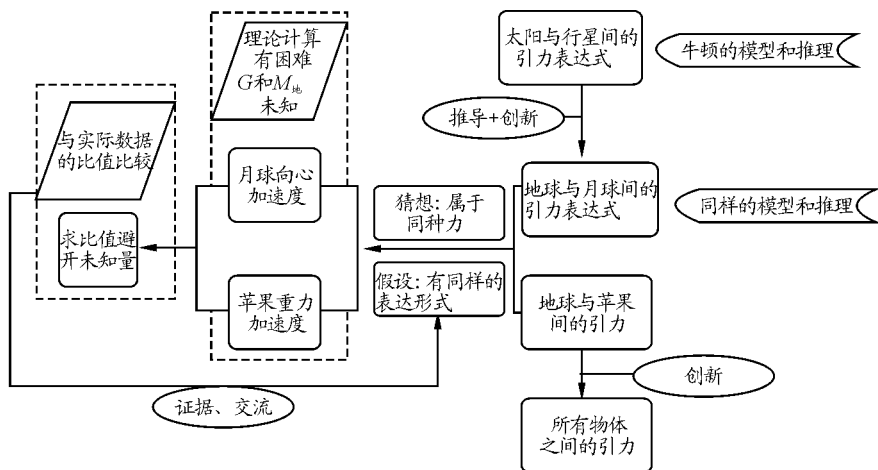 理论计算
有困难
G和M地
未知
太阳与行星间的
引力表达式
牛顿的模型和推理
推导+创新
与实际数据
的比值比较
月球向心
加速度
猜想: 属于
同种力
地球与月球间的
引力表达式
同样的模型和推理
求比值避
开未知量
苹果重力
加速度
假设: 有同样的
表达形式
地球与苹果
间的引力
创新
证据、交流
所有物体
之间的引力